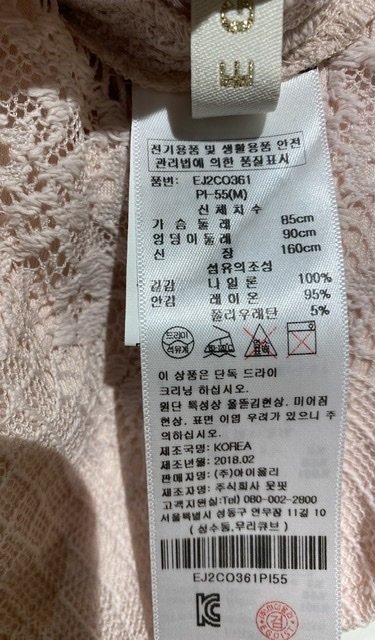 전기용품 및 생활용품 안전
관리법에 의한 품질표시
품번: EJ2CO361
PI-55(M)
신체치수
가슴둘레 85cm
엉덩이둘레 90cm
신장 160cm
섬유의조성
겉감 나일론 100%
안감 레이온 95%
폴리우레탄 5%
드라이
석유계
이 상품은 단독 드라이
크리닝 하십시오.
원단 특성상 올뜯김현상, 미어짐
현상, 표면 이염 우려가 있으니 주
의하십시오.
제조국명: KOREA
제조년월: 2018.02
판매자명: (주)아이올리
제조자명: 주식회사 옷핏
고객지원(Tel) 080-002-2800
서울특별시 성동구 연무장 11길 10
(성수동,우리큐브)
EJ2CO361PI55